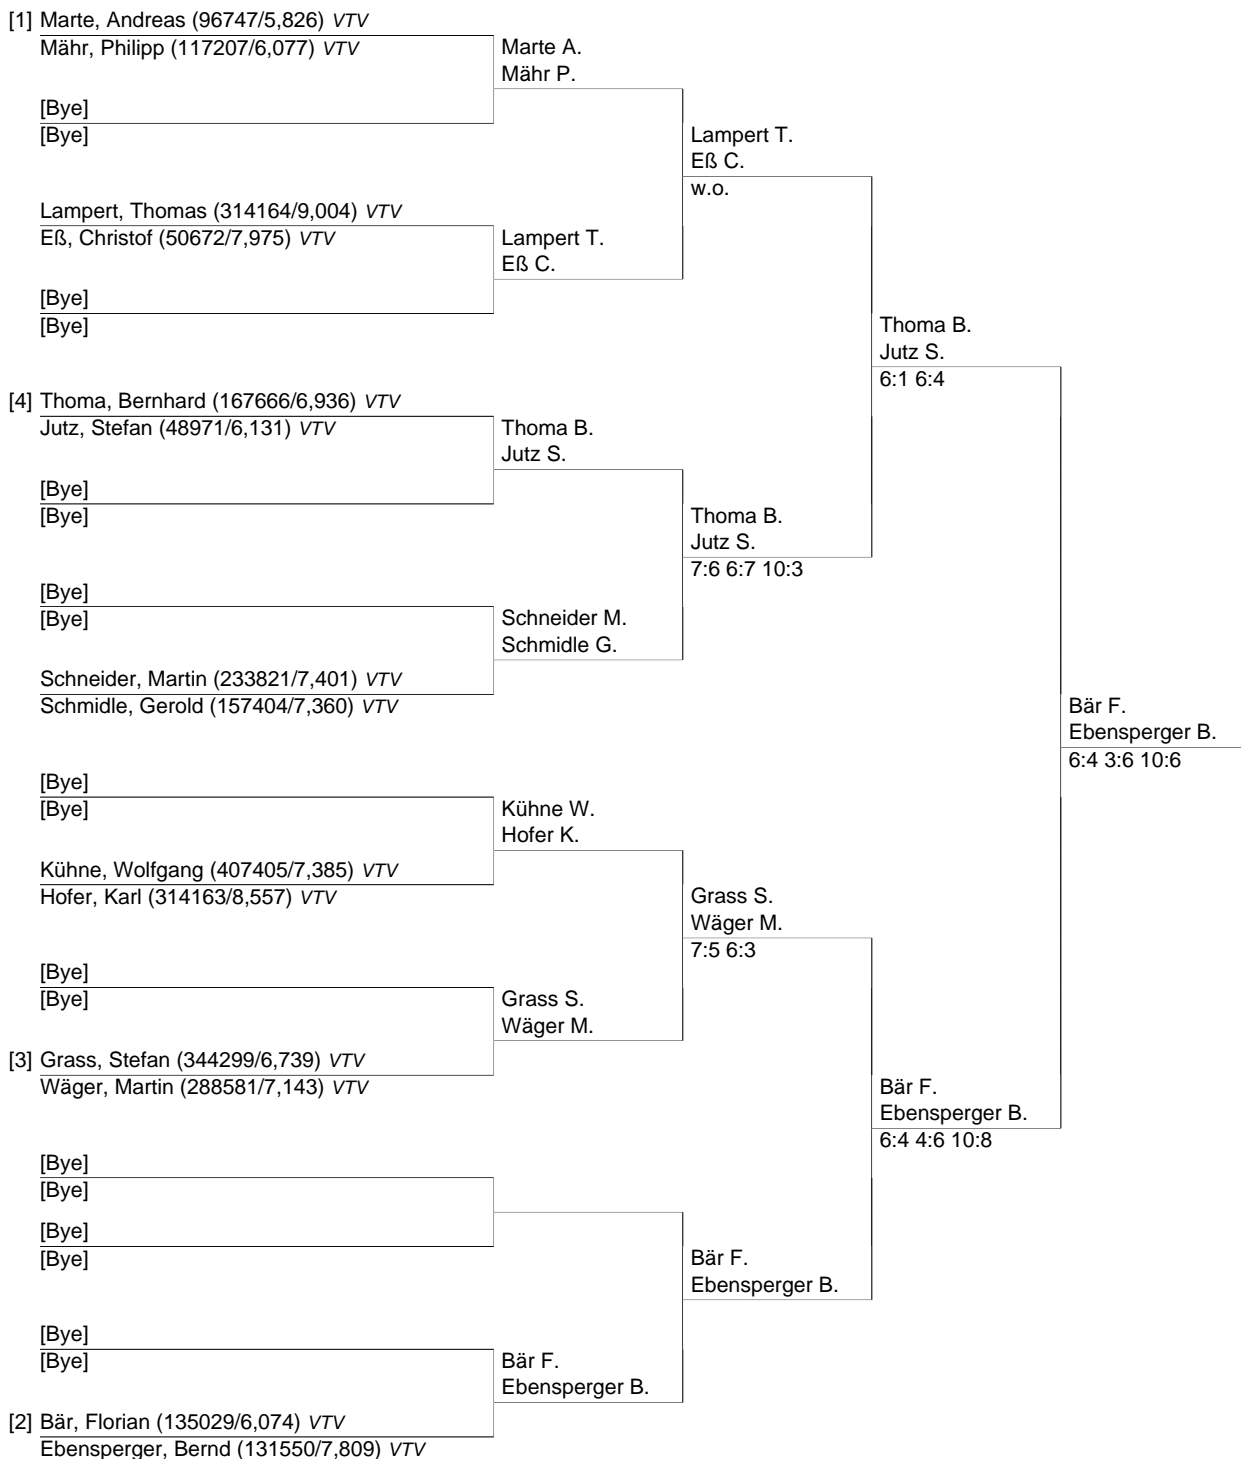 [1] Marte, Andreas (96747/5,826) VTV
Mähr, Philipp (117207/6,077) VTV
Marte A.
Mähr P.
[Bye]
[Bye]
Lampert T.
Eß C.
w.o.
Lampert, Thomas (314164/9,004) VTV
Eß, Christof (50672/7,975) VTV
Lampert T.
Eß C.
[Bye]
[Bye]
Thoma B.
Jutz S.
6:1 6:4
[4] Thoma, Bernhard (167666/6,936) VTV
Jutz, Stefan (48971/6,131) VTV
Thoma B.
Jutz S.
[Bye]
[Bye]
Thoma B.
Jutz S.
7:6 6:7 10:3
[Bye]
[Bye]
Schneider M.
Schmidle G.
Schneider, Martin (233821/7,401) VTV
Schmidle, Gerold (157404/7,360) VTV
Bär F.
Ebensperger B.
6:4 3:6 10:6
[Bye]
[Bye]
Kühne W.
Hofer K.
Kühne, Wolfgang (407405/7,385) VTV
Hofer, Karl (314163/8,557) VTV
Grass S.
Wäger M.
7:5 6:3
[Bye]
[Bye]
Grass S.
Wäger M.
[3] Grass, Stefan (344299/6,739) VTV
Wäger, Martin (288581/7,143) VTV
Bär F.
Ebensperger B.
6:4 4:6 10:8
[Bye]
[Bye]
[Bye]
[Bye]
Bär F.
Ebensperger B.
[Bye]
[Bye]
Bär F.
Ebensperger B.
[2] Bär, Florian (135029/6,074) VTV
Ebensperger, Bernd (131550/7,809) VTV